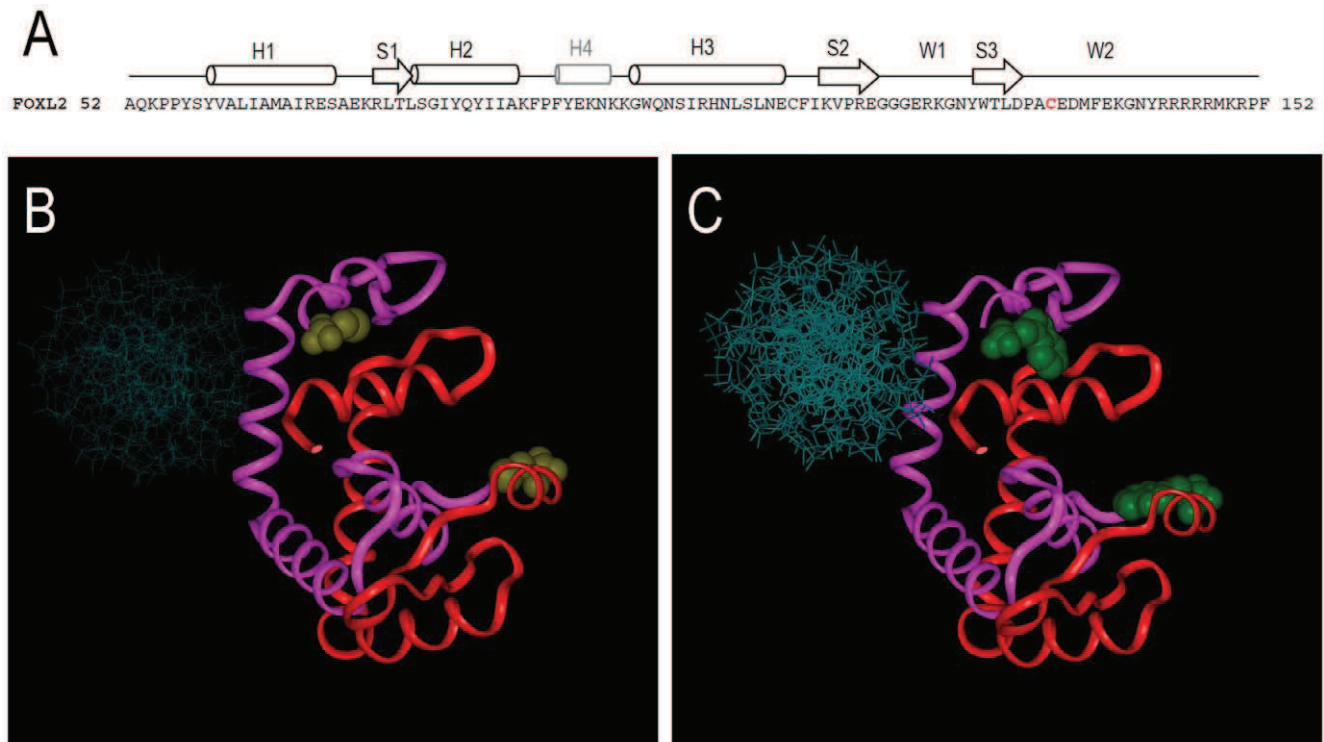 A
H1 S1 H2 H4 H3 S2 W1 S3 W2
FOXL2 52 AQKPPYSYVALIAMAIRESAEKRLTLSGIYQYIIAKFPFYEKNKKGWQNSIRHNLSLNECFIKVPREGGGERKGNYWTLDPACEDMFEKGNYRRRRRMKRPF 152
B
C